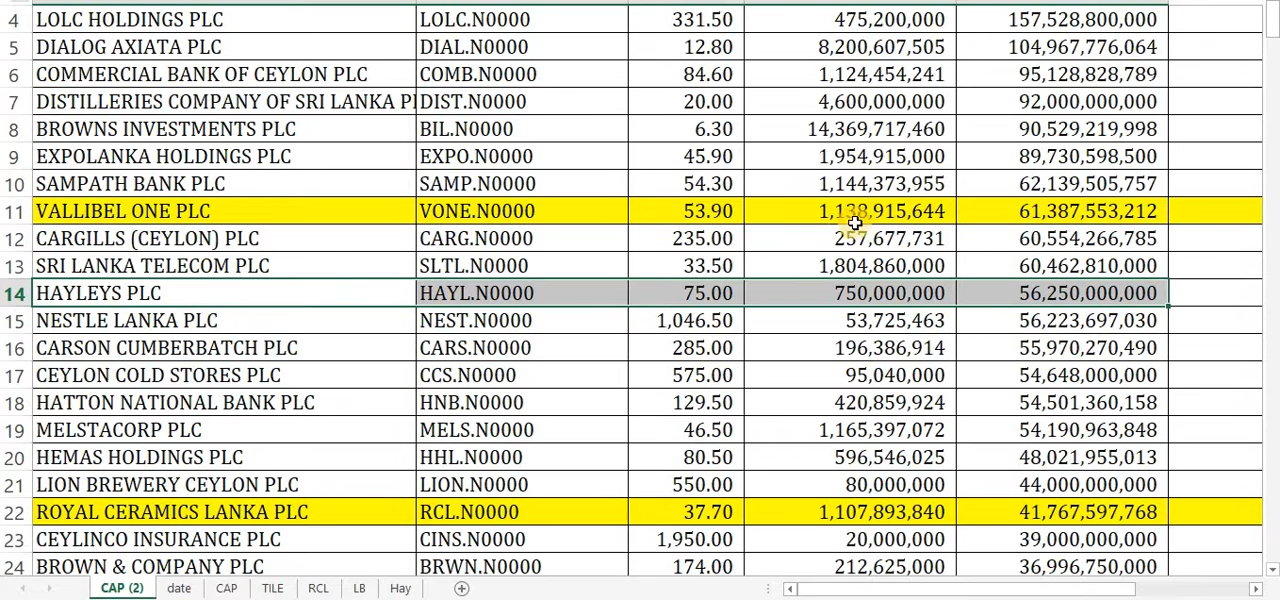 4 LOLC HOLDINGS PLC LOLC.N0000 331.50 475,200,000 157,528,800,000
5 DIALOG AXIATA PLC DIAL.N0000 12.80 8,200,607,505 104,967,776,064
6 COMMERCIAL BANK OF CEYLON PLC COMB.N0000 84.60 1,124,454,241 95,128,828,789
7 DISTILLERIES COMPANY OF SRI LANKA PL DIST.N0000 20.00 4,600,000,000 92,000,000,000
8 BROWNS INVESTMENTS PLC BIL.N0000 6.30 14,369,717,460 90,529,219,998
9 EXPOLANKA HOLDINGS PLC EXPO.N0000 45.90 1,954,915,000 89,730,598,500
10 SAMPATH BANK PLC SAMP.N0000 54.30 1,144,373,955 62,139,505,757
11 VALLIBEL ONE PLC VONE.N0000 53.90 1,138,915,644 61,387,553,212
12 CARGILLS (CEYLON) PLC CARG.N0000 235.00 257,677,731 60,554,266,785
13 SRI LANKA TELECOM PLC SLTL.N0000 33.50 1,804,860,000 60,462,810,000
14 HAYLEYS PLC HAYL.N0000 75.00 750,000,000 56,250,000,000
15 NESTLE LANKA PLC NEST.N0000 1,046.50 53,725,463 56,223,697,030
16 CARSON CUMBERBATCH PLC CARS.N0000 285.00 196,386,914 55,970,270,490
17 CEYLON COLD STORES PLC CCS.N0000 575.00 95,040,000 54,648,000,000
18 HATTON NATIONAL BANK PLC HNB.N0000 129.50 420,859,924 54,501,360,158
19 MELSTACORP PLC MELS.N0000 46.50 1,165,397,072 54,190,963,848
20 HEMAS HOLDINGS PLC HHL.N0000 80.50 596,546,025 48,021,955,013
21 LION BREWERY CEYLON PLC LION.N0000 550.00 80,000,000 44,000,000,000
22 ROYAL CERAMICS LANKA PLC RCL.N0000 37.70 1,107,893,840 41,767,597,768
23 CEYLINCO INSURANCE PLC CINS.N0000 1,950.00 20,000,000 39,000,000,000
24 BROWN & COMPANY PLC BRWN.N0000 174.00 212,625,000 36,996,750,000
CAP (2) date CAP TILE RCL LB Hay